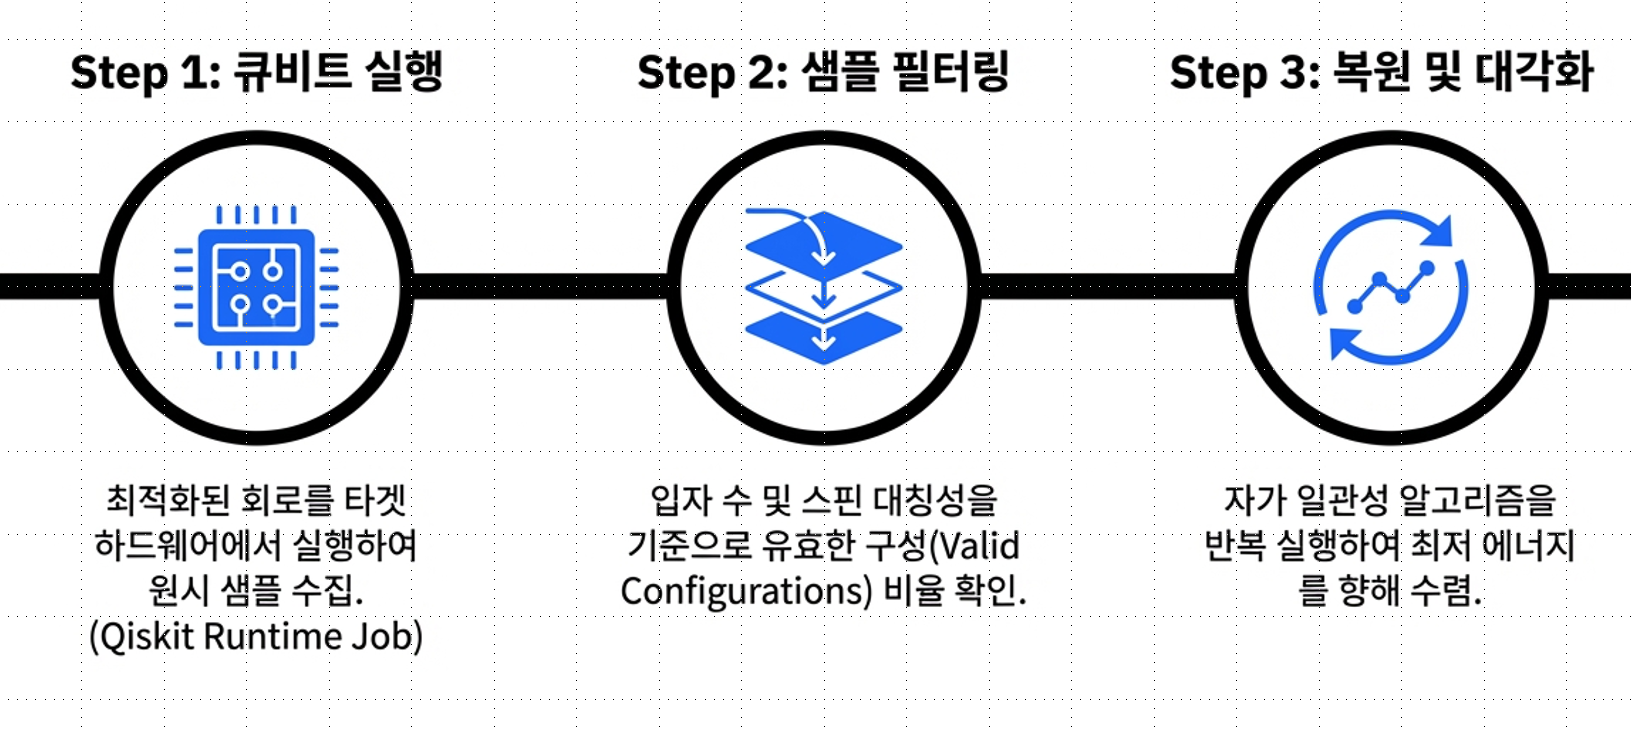 Step 1: 큐비트 실행
최적화된 회로를 타겟
하드웨어에서 실행하여
원시 샘플 수집.
(Qiskit Runtime Job)
Step 2: 샘플 필터링
입자 수 및 스핀 대칭성을
기준으로 유효한 구성(Valid
Configurations) 비율 확인.
Step 3: 복원 및 대각화
자가 일관성 알고리즘을
반복 실행하여 최저 에너지
를 향해 수렴.